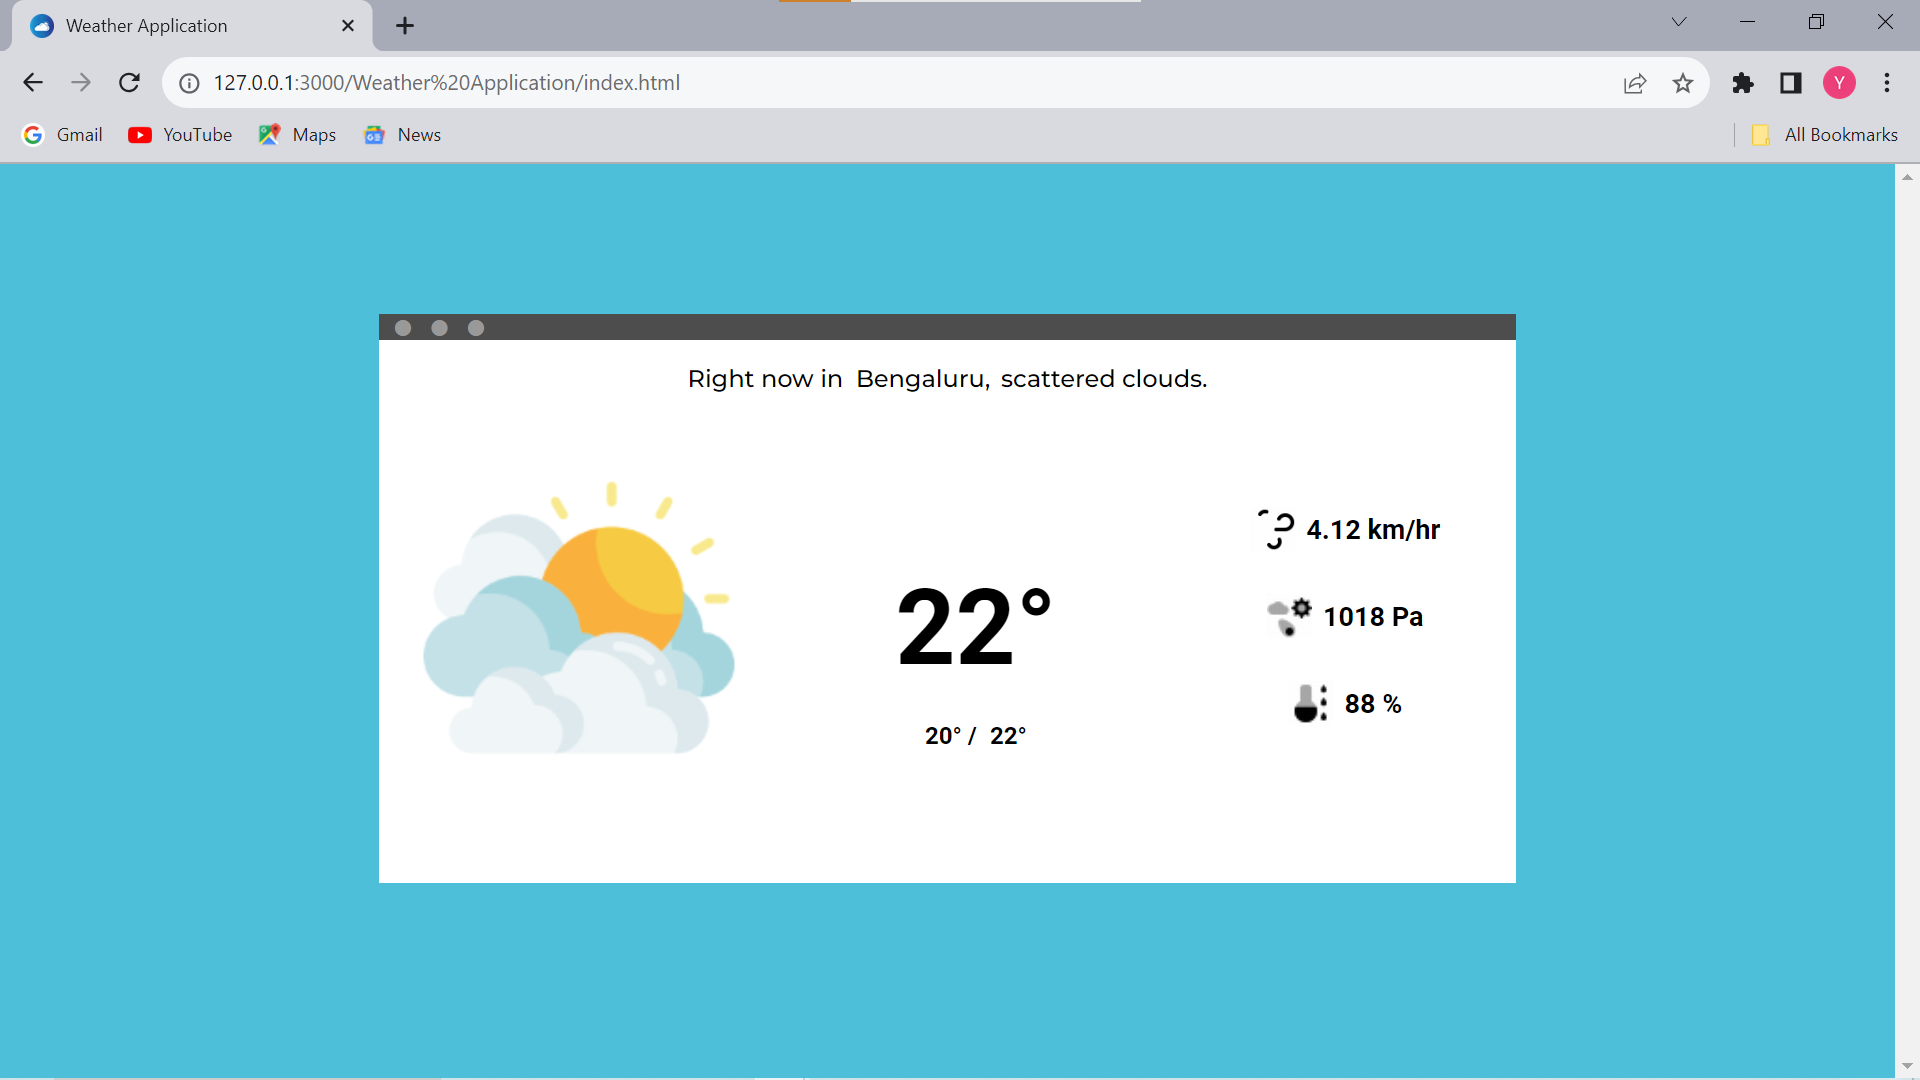 Weather Application
127.0.0.1:3000/Weather%20Application/index.html
Y
Gmail YouTube Maps News All Bookmarks
Right now in Bengaluru, scattered clouds.
4.12 km/hr
22°
1018 Pa
88 %
20° / 22°